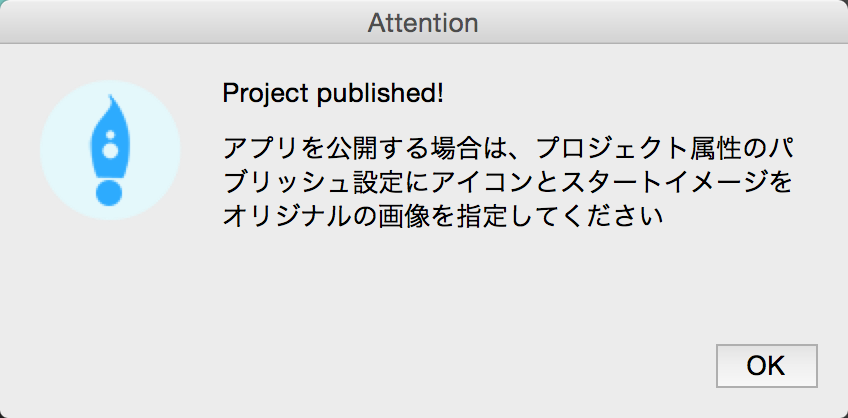 Attention
Project published!
アプリを公開する場合は、プロジェクト属性のパ
ブリッシュ設定にアイコンとスタートイメージを
オリジナルの画像を指定してください
OK